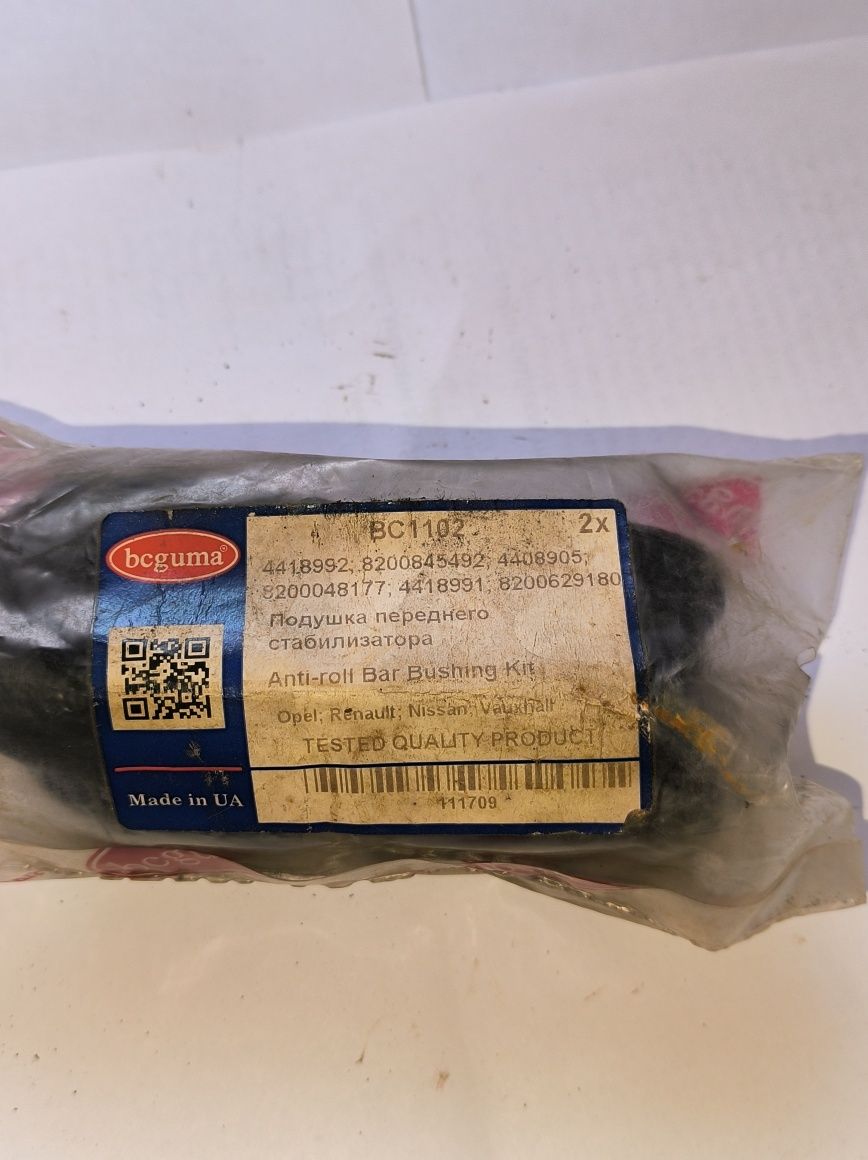 BC1102
2x
bcguma®
4418992; 8200845492; 4408905;
8200048177; 4418991; 8200629180
Подушка переднего
стабилизатора
Anti-roll Bar Bushing Kit
Opel; Renault; Nissan; Vauxhall
TESTED QUALITY PRODUCT
Made in UA
111709